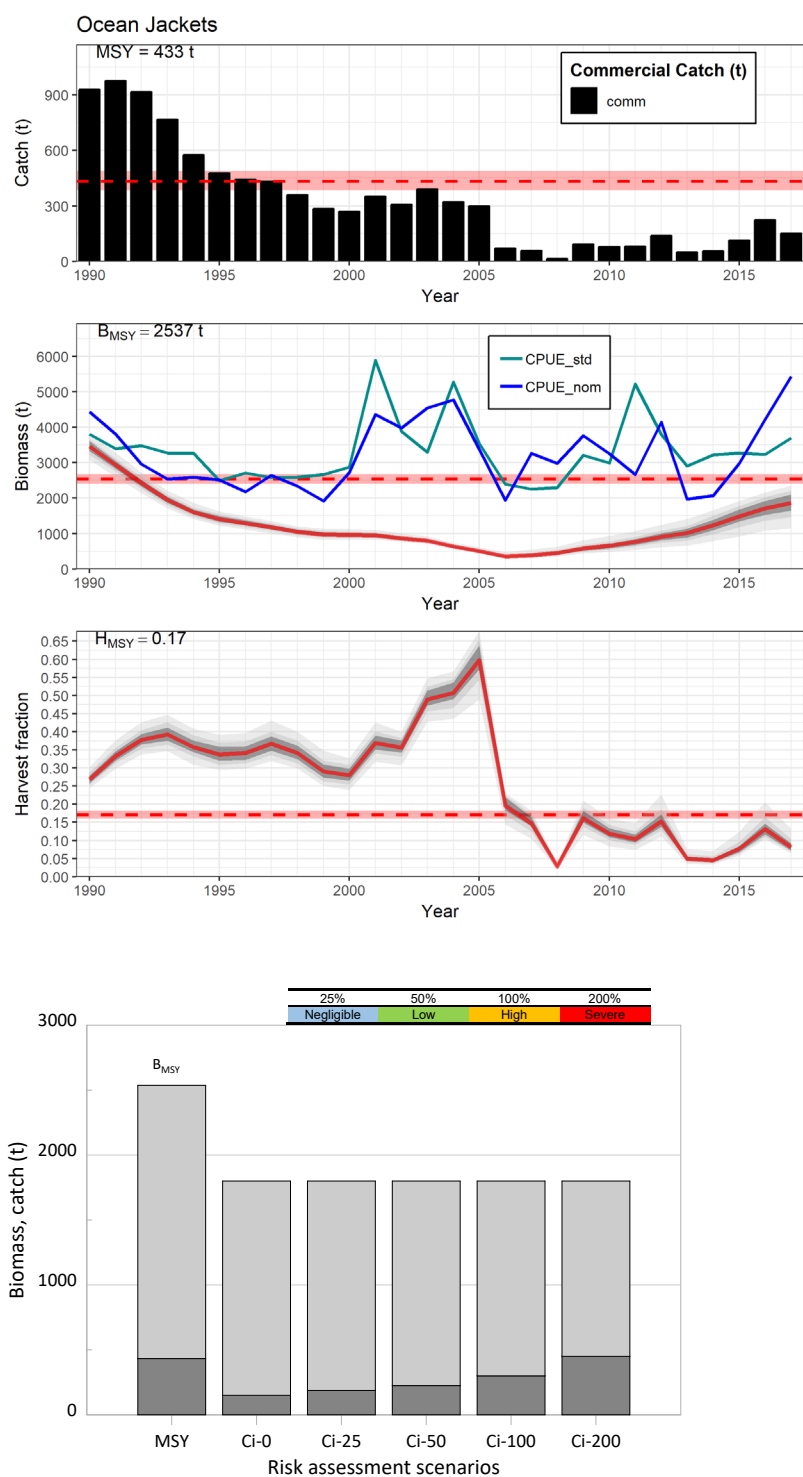 Ocean Jackets
MSY = 433 t
Commercial Catch (t)
comm
Catch (t)
900
600
300
0
1990 1995 2000 2005 2010 2015
Year
BMSY = 2537 t
CPUE_std
CPUE_nom
Biomass (t)
6000
5000
4000
3000
2000
1000
0
1990 1995 2000 2005 2010 2015
Year
HMSY = 0.17
Harvest fraction
0.65
0.60
0.55
0.50
0.45
0.40
0.35
0.30
0.25
0.20
0.15
0.10
0.05
0.00
1990 1995 2000 2005 2010 2015
Year
25% 50% 100% 200%
Negligible Low High Severe
BMSY
Biomass, catch (t)
3000
2000
1000
0
MSY Ci-0 Ci-25 Ci-50 Ci-100 Ci-200
Risk assessment scenarios